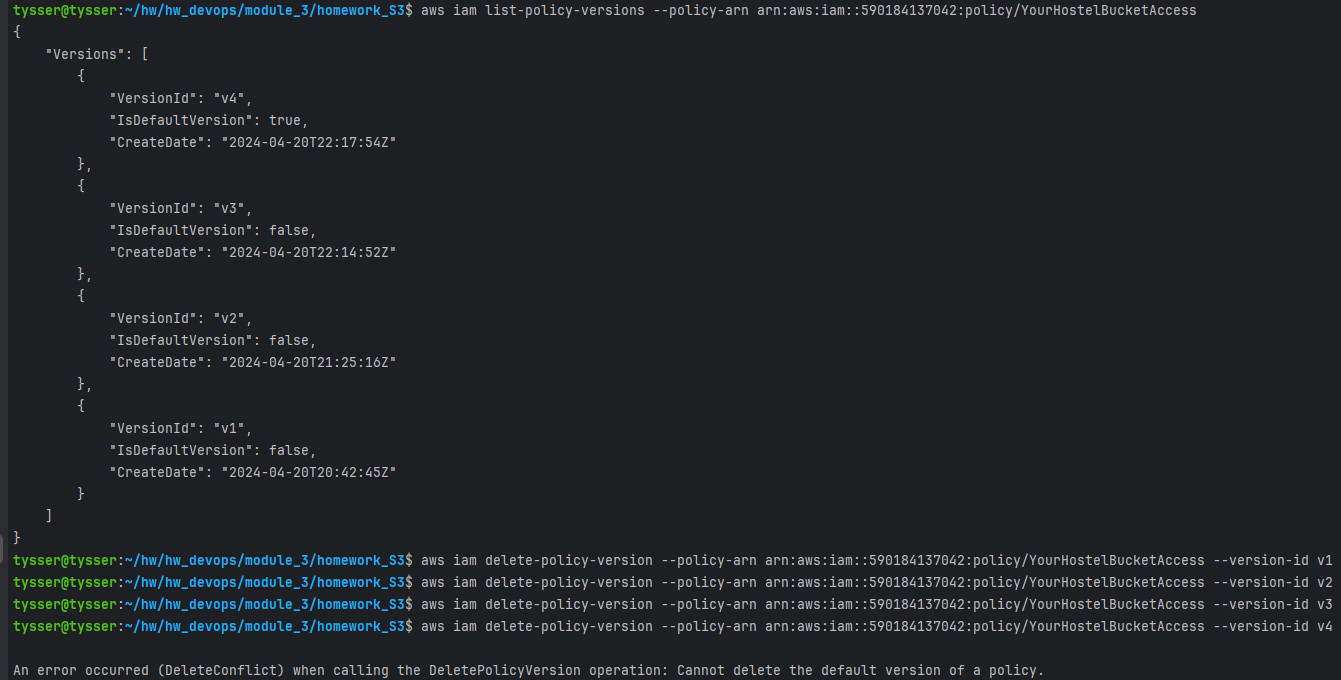 tysser@tysser:~/hw/hw_devops/module_3/homework_S3$ aws iam list-policy-versions --policy-arn arn:aws:iam::590184137042:policy/YourHostelBucketAccess
{
    "Versions": [
        {
            "VersionId": "v4",
            "IsDefaultVersion": true,
            "CreateDate": "2024-04-20T22:17:54Z"
        },
        {
            "VersionId": "v3",
            "IsDefaultVersion": false,
            "CreateDate": "2024-04-20T22:14:52Z"
        },
        {
            "VersionId": "v2",
            "IsDefaultVersion": false,
            "CreateDate": "2024-04-20T21:25:16Z"
        },
        {
            "VersionId": "v1",
            "IsDefaultVersion": false,
            "CreateDate": "2024-04-20T20:42:45Z"
        }
    ]
}
tysser@tysser:~/hw/hw_devops/module_3/homework_S3$ aws iam delete-policy-version --policy-arn arn:aws:iam::590184137042:policy/YourHostelBucketAccess --version-id v1
tysser@tysser:~/hw/hw_devops/module_3/homework_S3$ aws iam delete-policy-version --policy-arn arn:aws:iam::590184137042:policy/YourHostelBucketAccess --version-id v2
tysser@tysser:~/hw/hw_devops/module_3/homework_S3$ aws iam delete-policy-version --policy-arn arn:aws:iam::590184137042:policy/YourHostelBucketAccess --version-id v3
tysser@tysser:~/hw/hw_devops/module_3/homework_S3$ aws iam delete-policy-version --policy-arn arn:aws:iam::590184137042:policy/YourHostelBucketAccess --version-id v4
An error occurred (DeleteConflict) when calling the DeletePolicyVersion operation: Cannot delete the default version of a policy.